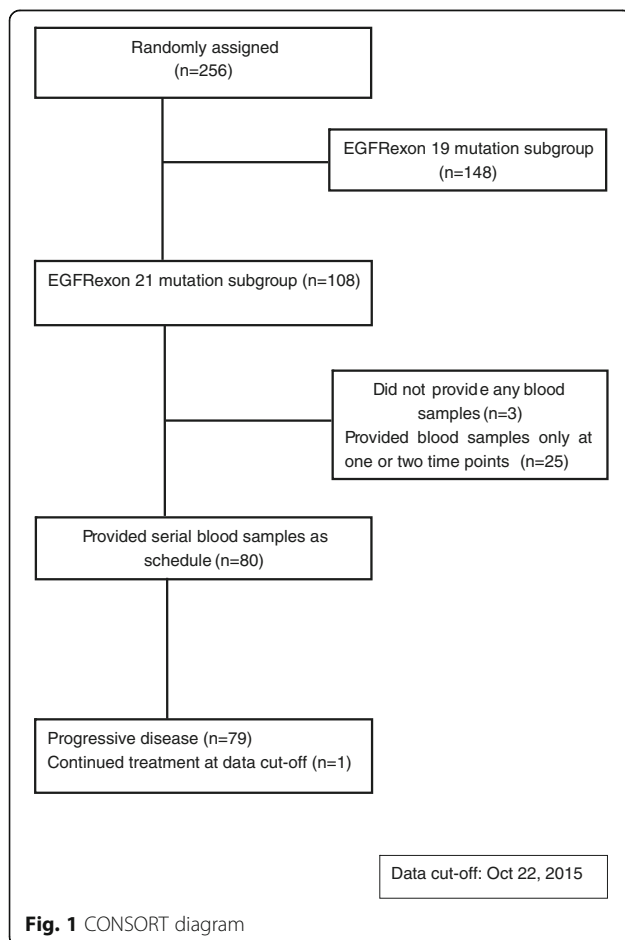 Randomly assigned
(n=256)
EGFRexon 19 mutation subgroup
(n=148)
EGFRexon 21 mutation subgroup (n=108)
Did not provide any blood
samples (n=3)
Provided blood samples only at
one or two time points (n=25)
Provided serial blood samples as
schedule (n=80)
Progressive disease (n=79)
Continued treatment at data cut-off (n=1)
Data cut-off: Oct 22, 2015
Fig. 1 CONSORT diagram